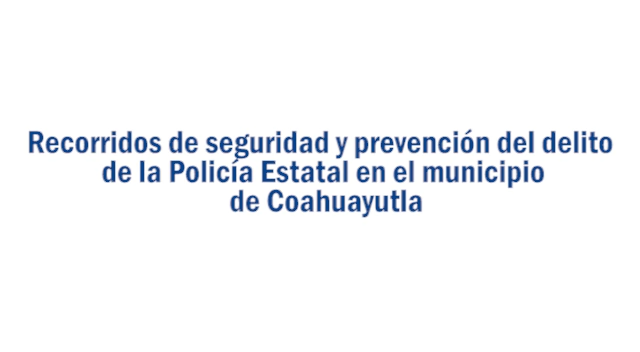 Recorridos de seguridad y prevención del delito
de la Policía Estatal en el municipio
de Coahuayutla